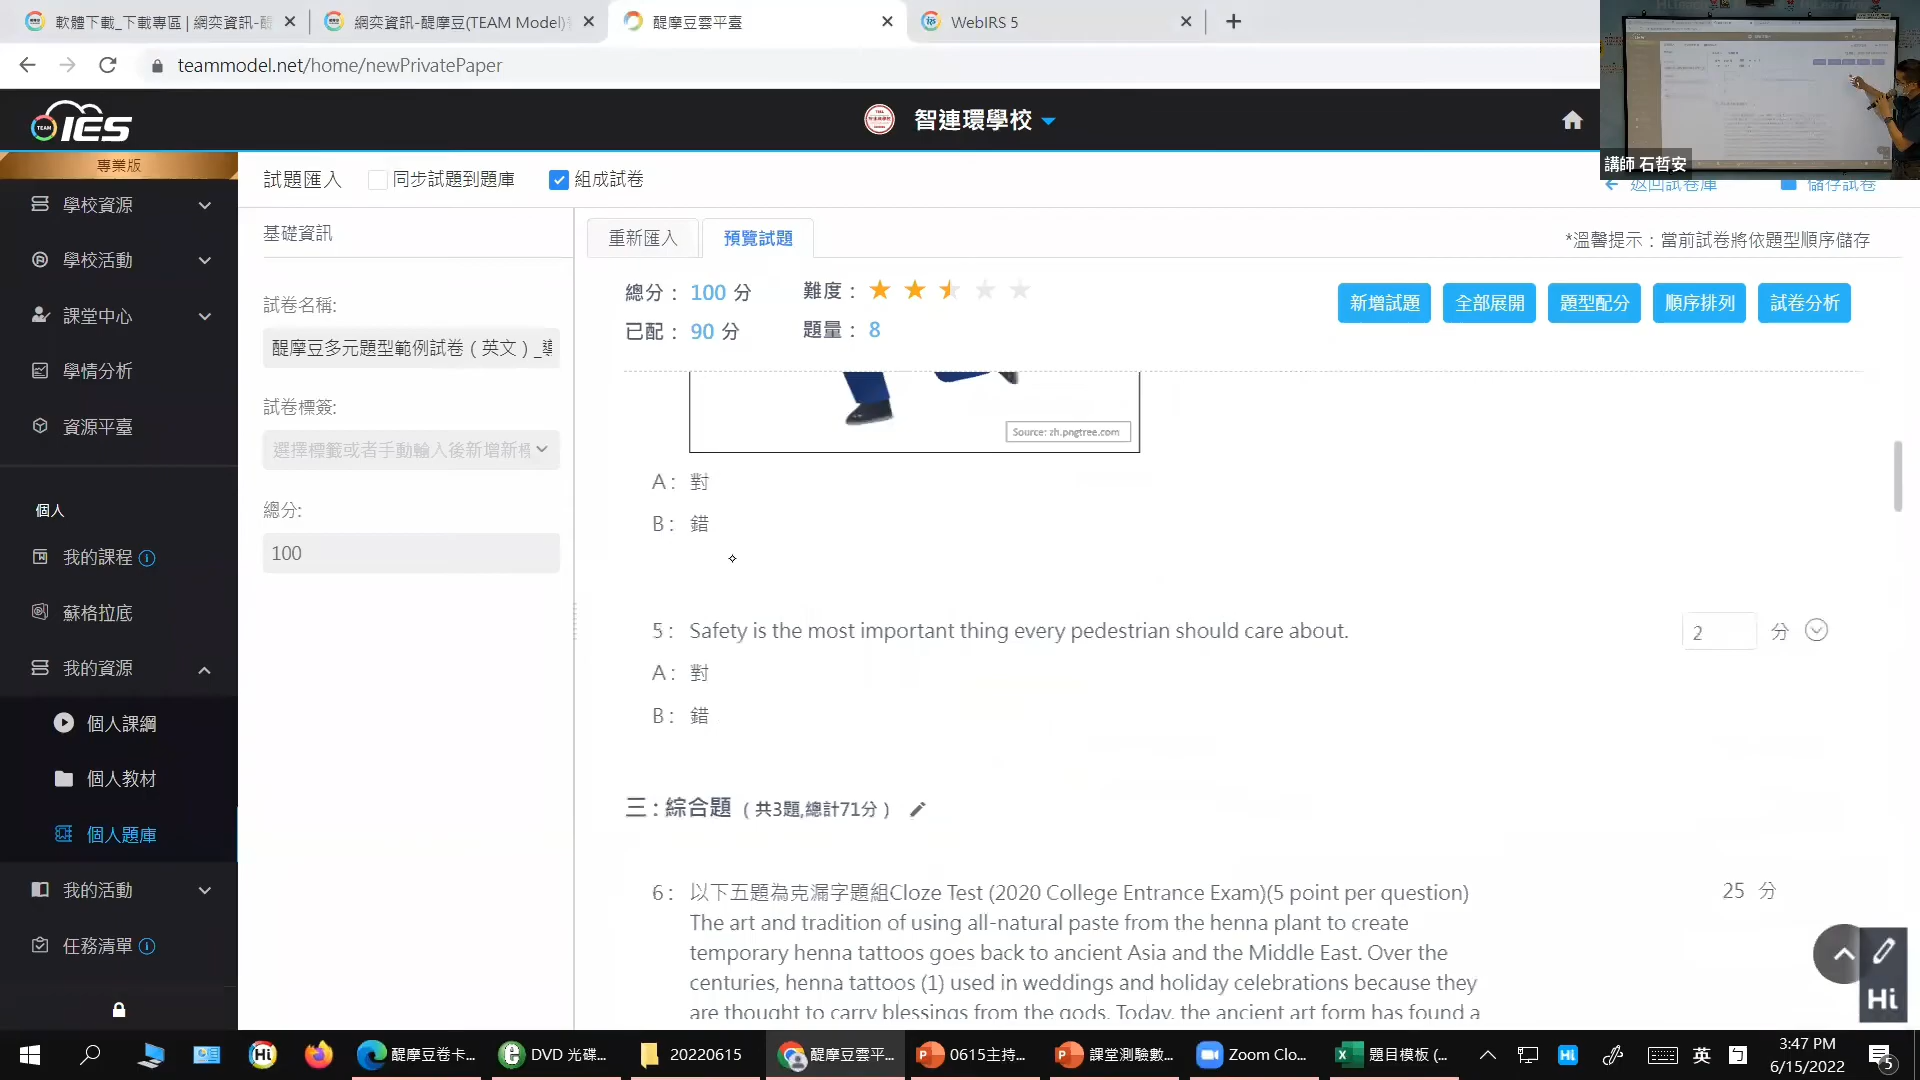 軟體下載_下載專區 | 網奕資訊-醍
網奕資訊-醍摩豆(TEAM Model)
醍摩豆雲平臺
WebIRS 5
teammodel.net/home/newPrivatePaper
TEAM IES
智連環學校
講師 石哲安
專業版
試題匯入
同步試題到題庫
組成試卷
返回試卷庫
儲存試卷
學校資源
學校活動
課堂中心
學情分析
資源平臺
個人
我的課程
蘇格拉底
我的資源
個人課綱
個人教材
個人題庫
我的活動
任務清單
基礎資訊
試卷名稱:
醍摩豆多元題型範例試卷（英文）_
試卷標籤:
選擇標籤或者手動輸入後新增新標
總分:
100
重新匯入
預覽試題
*溫馨提示：當前試卷將依題型順序儲存
總分： 100 分
難度：
已配： 90 分
題量： 8
新增試題
全部展開
題型配分
順序排列
試卷分析
Source: zh.pngtree.com
A： 對
B： 錯
5： Safety is the most important thing every pedestrian should care about.
2 分
A： 對
B： 錯
三 : 綜合題（ 共3題,總計71分 ）
6： 以下五題為克漏字題組Cloze Test (2020 College Entrance Exam)(5 point per question)
25 分
The art and tradition of using all-natural paste from the henna plant to create
temporary henna tattoos goes back to ancient Asia and the Middle East. Over the
centuries, henna tattoos (1) used in weddings and holiday celebrations because they
are thought to carry blessings from the gods. Today, the ancient art form has found a
Hi
醍摩豆卷卡...
DVD 光碟...
20220615
醍摩豆雲平...
0615主持...
課堂測驗數...
Zoom Clo...
題目模板 (...
英
3:47 PM
6/15/2022
5